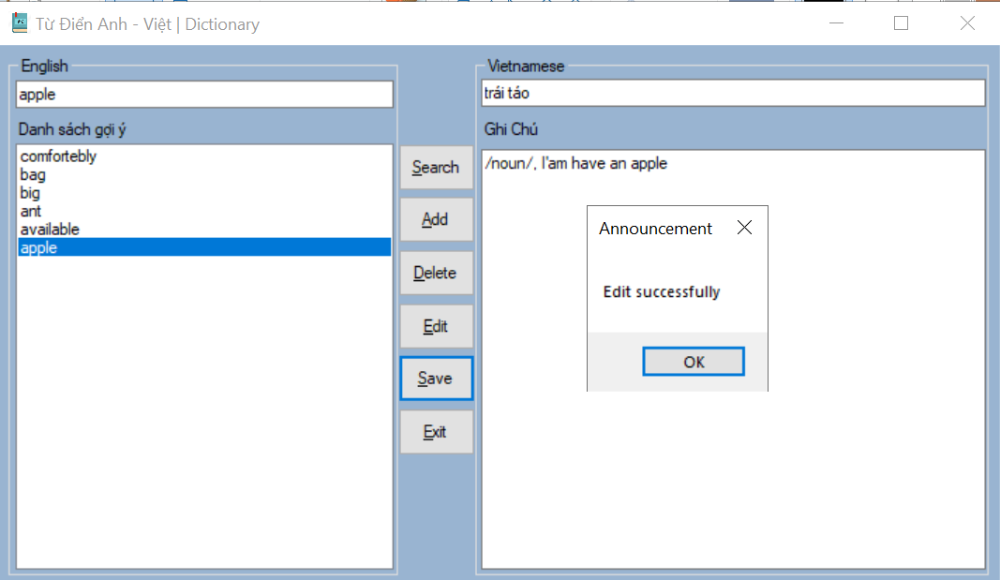 Từ Điển Anh - Việt | Dictionary
English
apple
Danh sách gợi ý
comfortebly
bag
big
ant
available
apple
Search
Add
Delete
Edit
Save
Exit
Vietnamese
trái táo
Ghi Chú
/noun/, I'am have an apple
Announcement
Edit successfully
OK